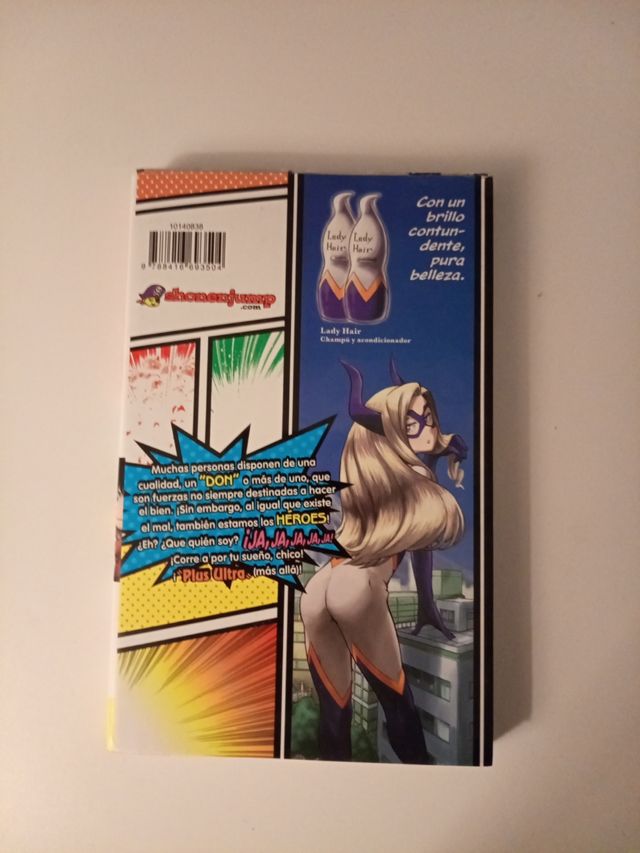 10140838
9 788416 693504
shonenjump
.com
Con un
brillo
contun-
dente,
pura
belleza.
Lady
Hair
Lady
Hair
Lady Hair
Champú y acondicionador
Muchas personas disponen de una
cualidad, un "DON" o más de uno, que
son fuerzas no siempre destinadas a hacer
el bien. ¡Sin embargo, al igual que existe
el mal, también estamos los HÉROES!
¿Eh? ¿Que quién soy? ¡JA, JA, JA, JA, JA!
¡Corre a por tu sueño, chico!
¡"Plus Ultra" (más allá)!